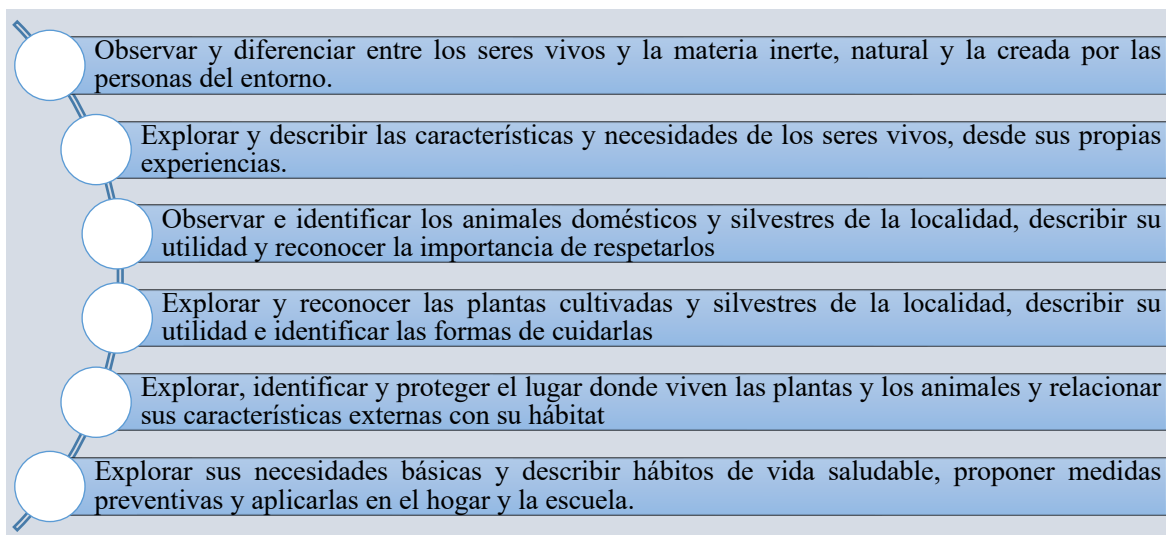 Observar y diferenciar entre los seres vivos y la materia inerte, natural y la creada por las
personas del entorno.
Explorar y describir las características y necesidades de los seres vivos, desde sus propias
experiencias.
Observar e identificar los animales domésticos y silvestres de la localidad, describir su
utilidad y reconocer la importancia de respetarlos
Explorar y reconocer las plantas cultivadas y silvestres de la localidad, describir su
utilidad e identificar las formas de cuidarlas
Explorar, identificar y proteger el lugar donde viven las plantas y los animales y relacionar
sus características externas con su hábitat
Explorar sus necesidades básicas y describir hábitos de vida saludable, proponer medidas
preventivas y aplicarlas en el hogar y la escuela.